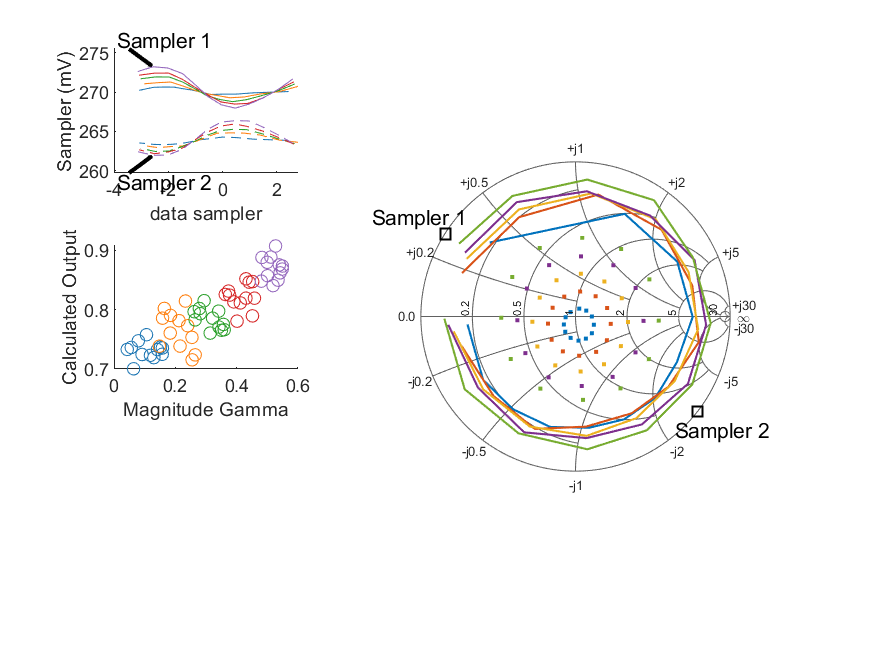 Sampler 1
275
270
265
260
Sampler (mV)
Sampler 2
-4
-2
0
2
data sampler
0.9
0.8
0.7
Calculated Output
0
0.2
0.4
0.6
Magnitude Gamma
+j1
+j0.5
+j2
Sampler 1
+j0.2
+j5
0.0
0.2
0.5
1
2
5
30
+j30
∞
-j30
-j0.2
-j5
Sampler 2
-j0.5
-j2
-j1